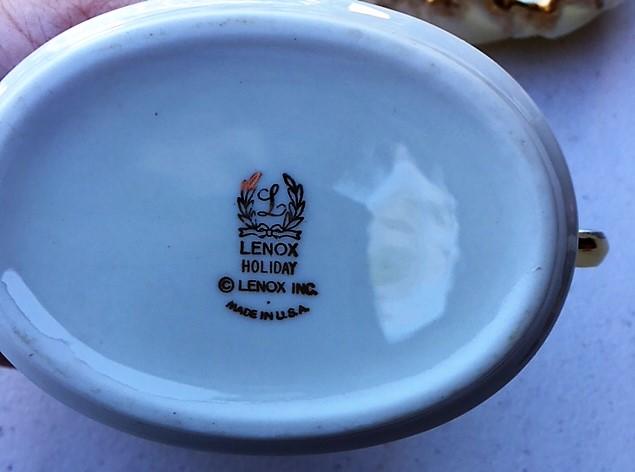 L
LENOX
HOLIDAY
© LENOX INC.
MADE IN U.S.A.